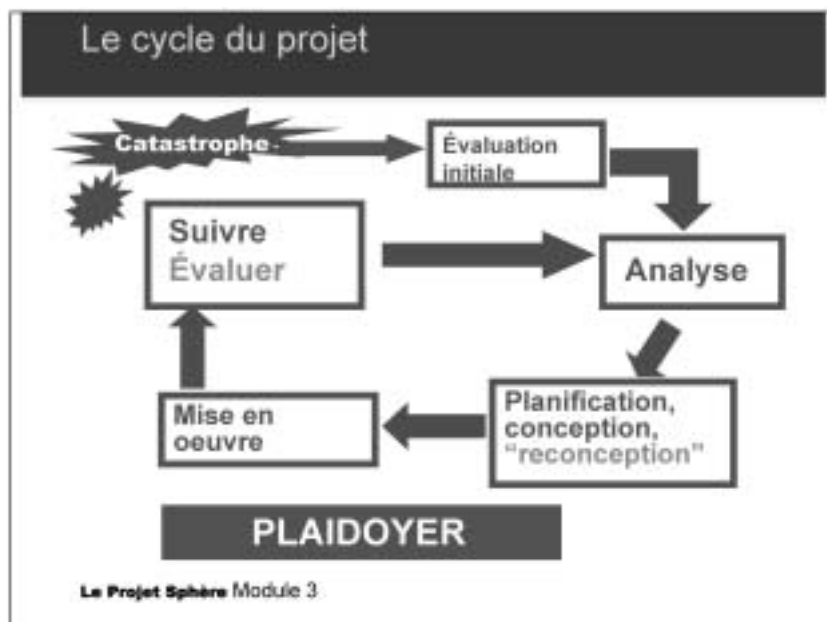 Le cycle du projet
Catastrophe
Évaluation
initiale
Suivre
Évaluer
Analyse
Mise en
oeuvre
Planification,
conception,
“reconception”
PLAIDOYER
Le Projet Sphère Module 3